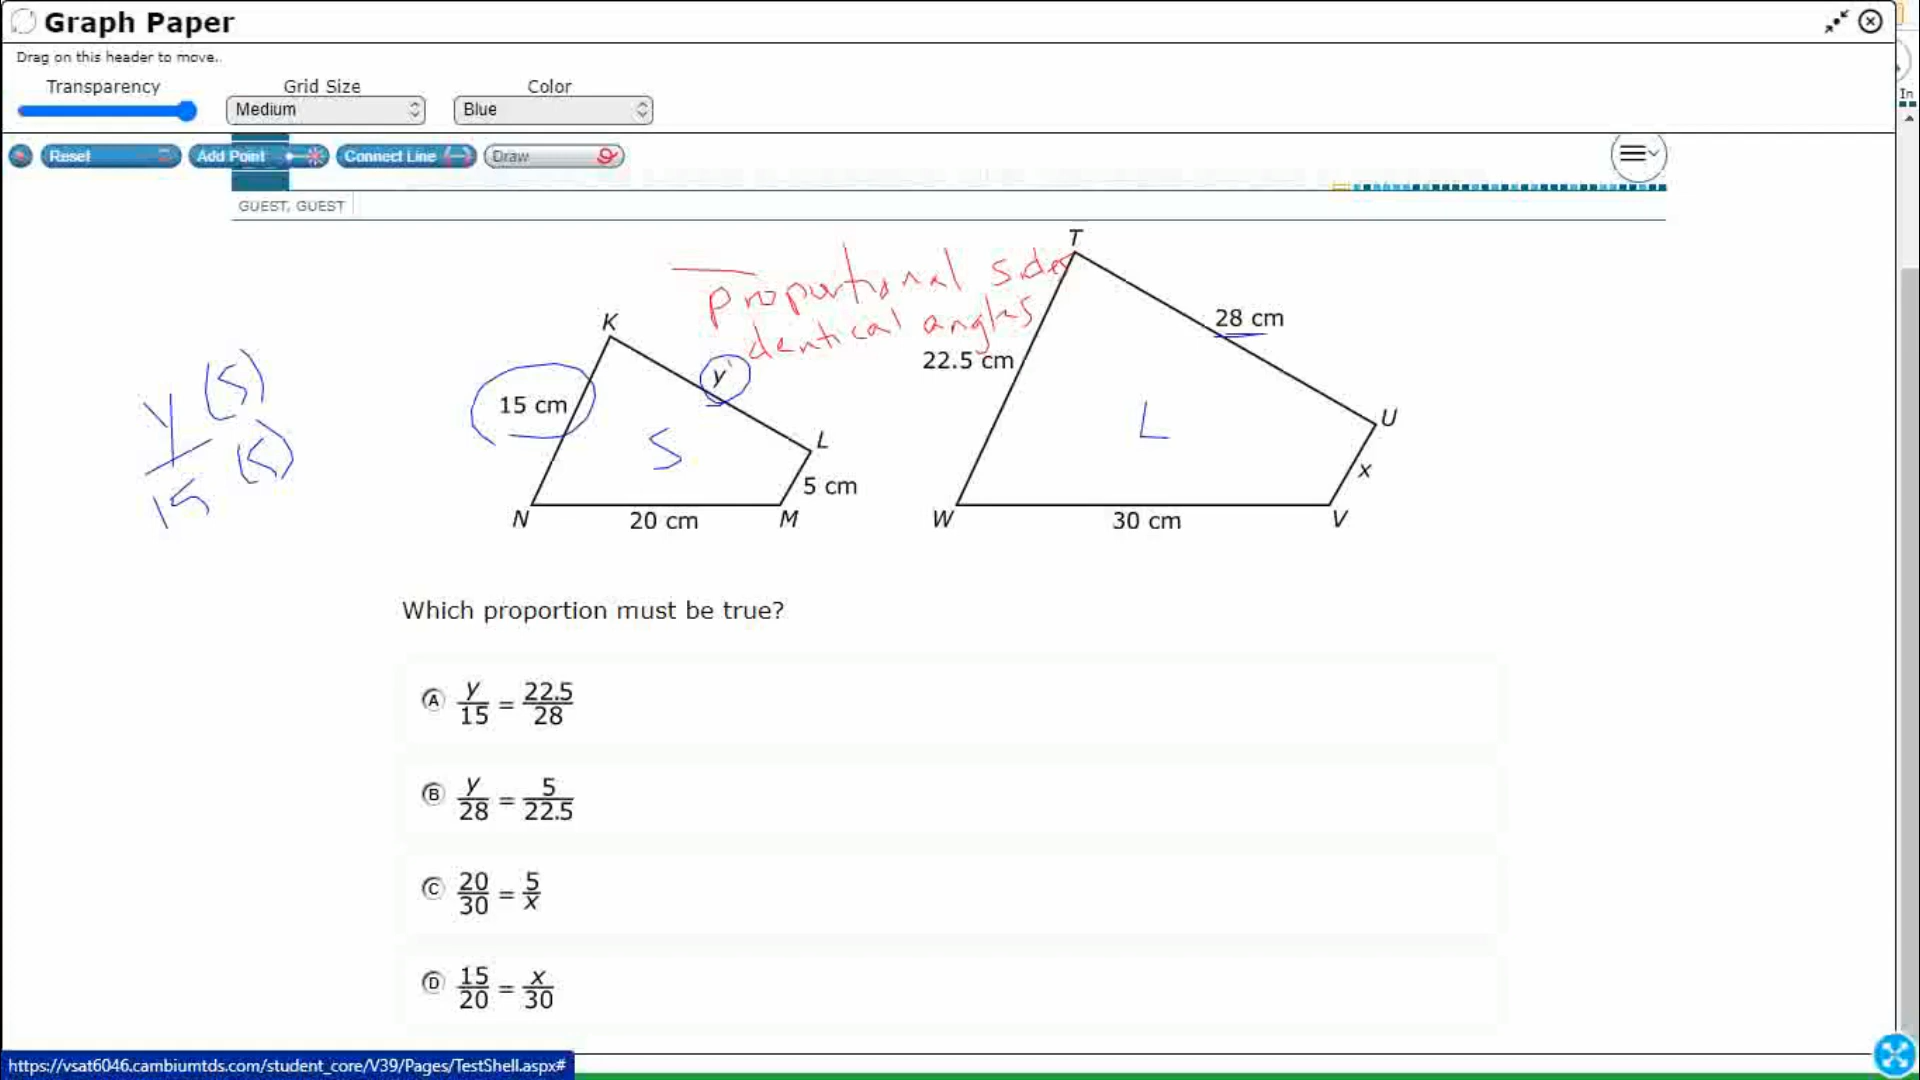 Graph Paper
Drag on this header to move..
Transparency
Grid Size
Color
Medium
Blue
Reset
Add Point
Connect Line
Draw
In
GUEST, GUEST
T
Proportional sides
dentical angles
28 cm
K
22.5 cm
y
y (S)
15 (S)
15 cm
S
L
L
U
x
5 cm
N
20 cm
M
W
30 cm
V
Which proportion must be true?
A y/15 = 22.5/28
B y/28 = 5/22.5
C 20/30 = 5/x
D 15/20 = x/30
https://vsat6046.cambiumtds.com/student_core/V39/Pages/TestShell.aspx#